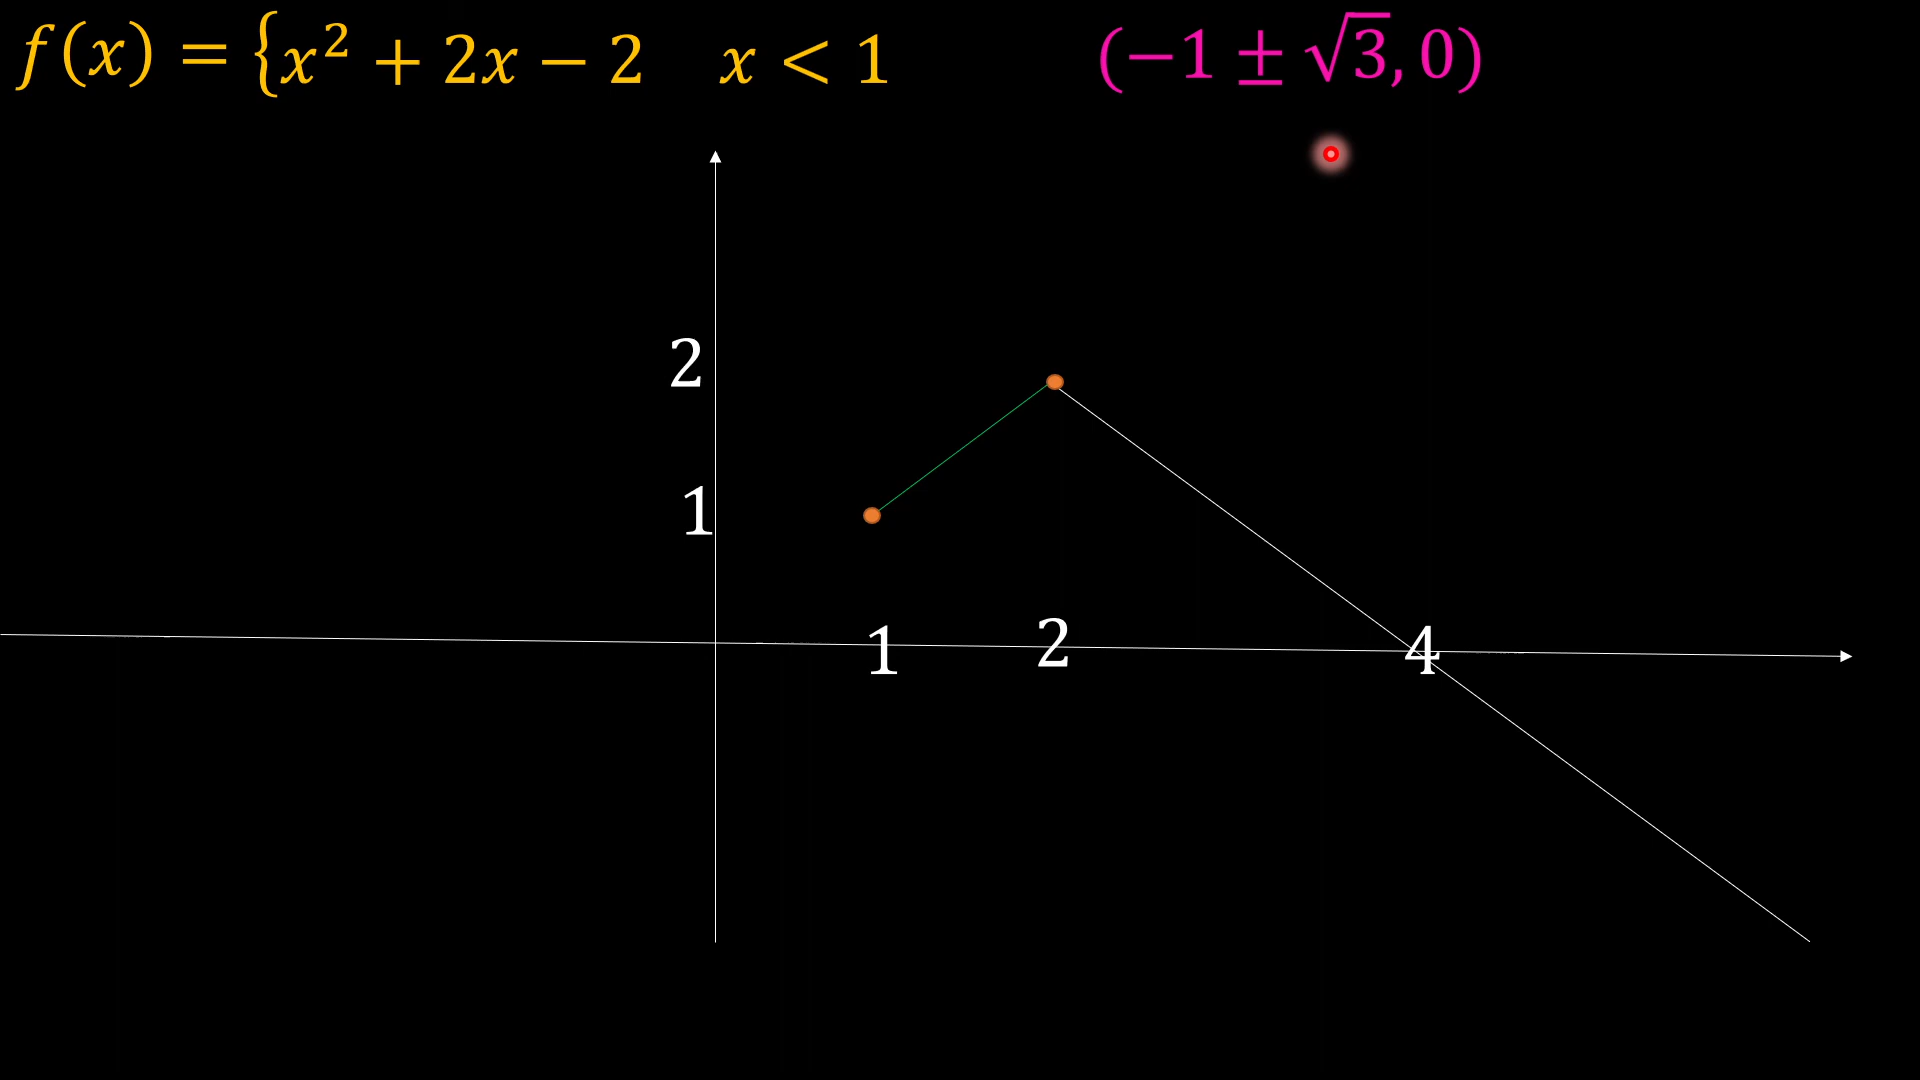 f(x) = {x² + 2x − 2 x < 1
(−1 ± √3, 0)
2
1
1
2
4